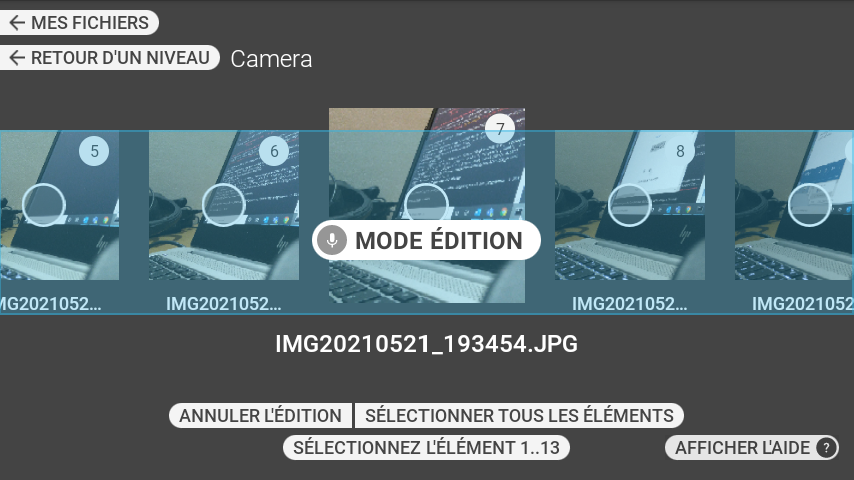 MES FICHIERS
RETOUR D'UN NIVEAU Camera
5 6 7 8
MODE ÉDITION
MG2021052... IMG2021052... IMG2021052... IMG2021052
IMG20210521_193454.JPG
ANNULER L'ÉDITION SÉLECTIONNER TOUS LES ÉLÉMENTS
SÉLECTIONNEZ L'ÉLÉMENT 1..13 AFFICHER L'AIDE ?